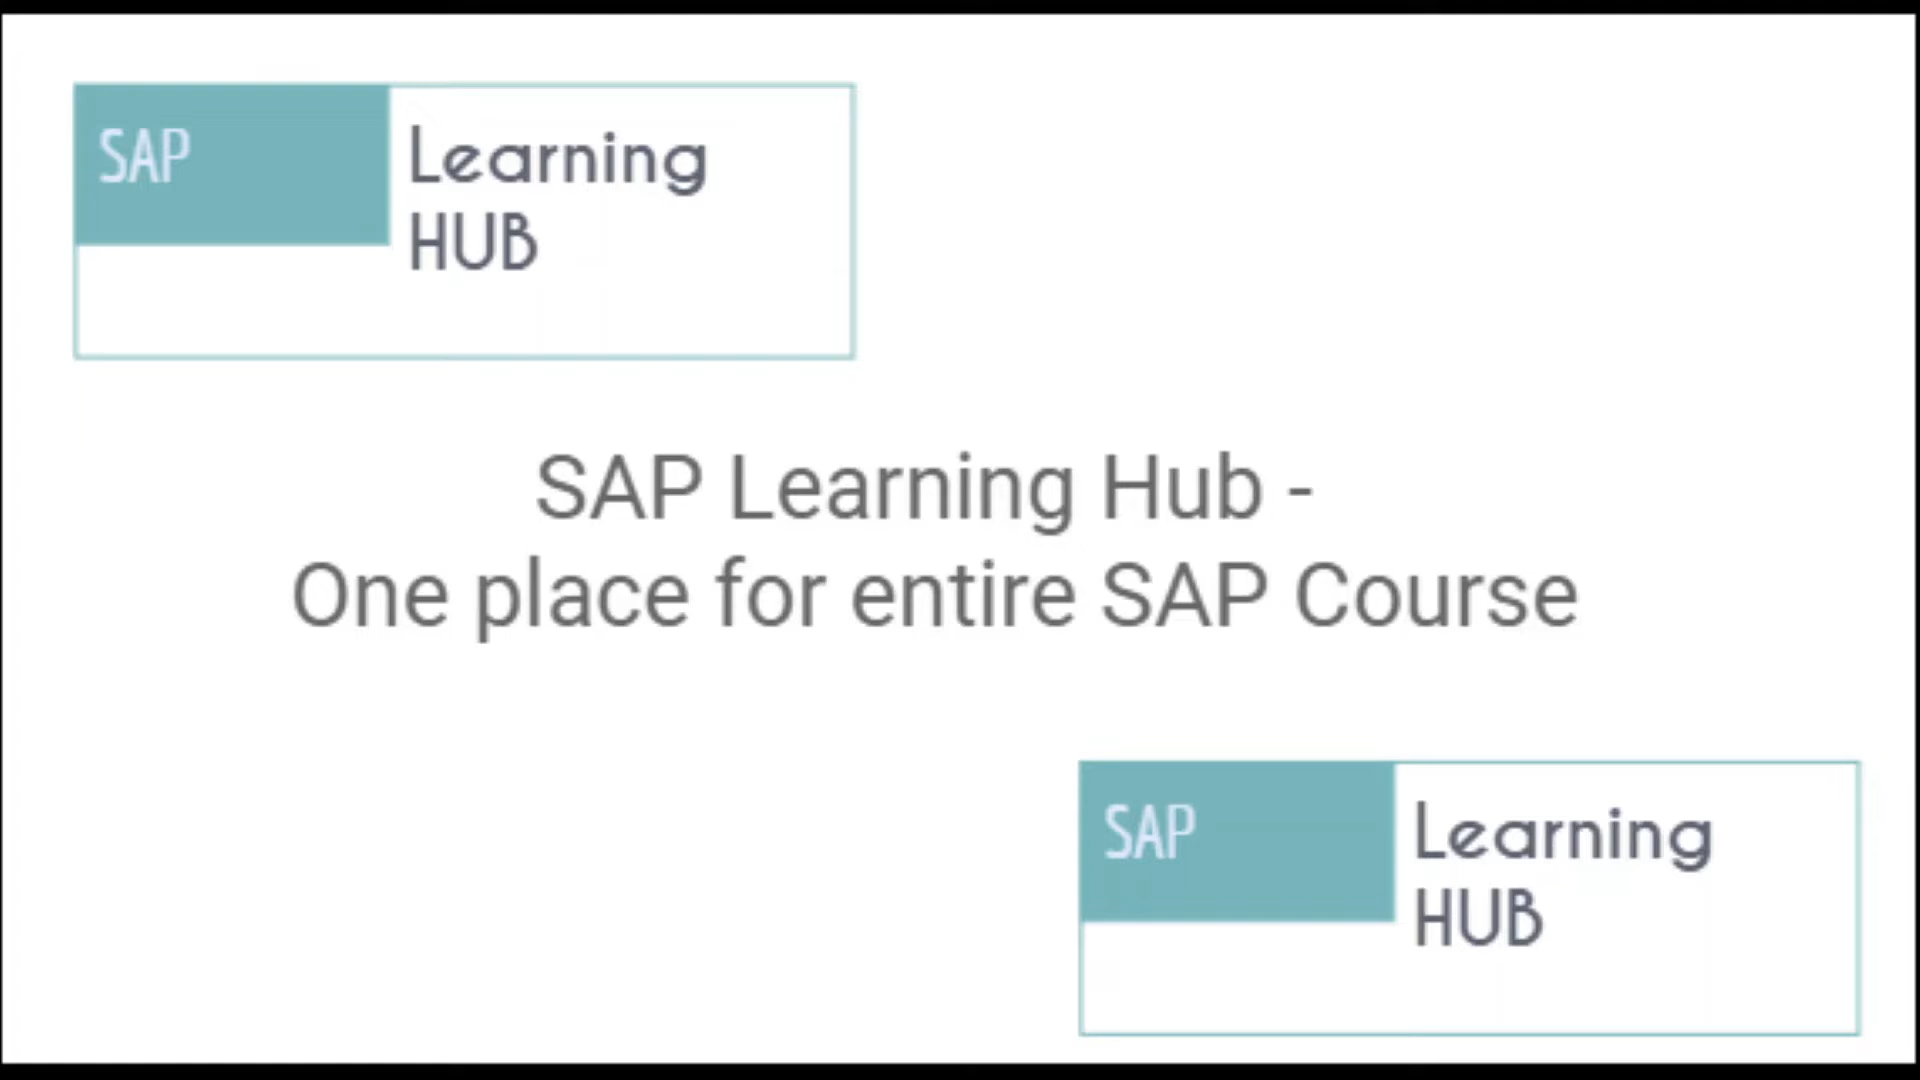 SAP
Learning
HUB
SAP Learning Hub -
One place for entire SAP Course
SAP
Learning
HUB